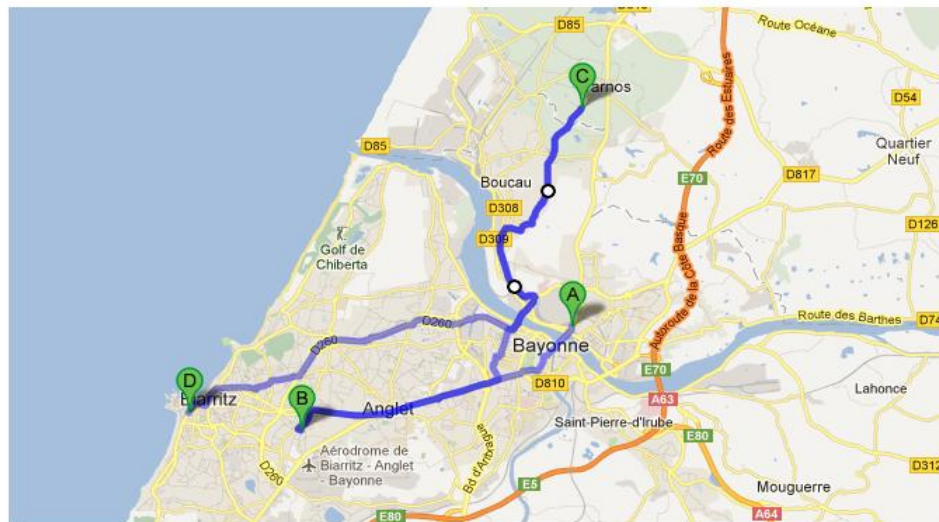 D85
Route Océane
C
arnos
D54
D85
Quartier
Neuf
Route des Estuaires
Boucau
E70
D817
D308
D126
D309
Golf de
Chiberta
A
Autoroute de la Côte Basque
Route des Barthes
D74
D260
D260
Bayonne
D
Biarritz
B
Anglet
D810
E70
A63
Lahonce
Saint-Pierre-d'Irube
E80
D260
Aérodrome de
Biarritz - Anglet
- Bayonne
Bd d'Aritxague
D312
E5
Mouguerre
E80
A64